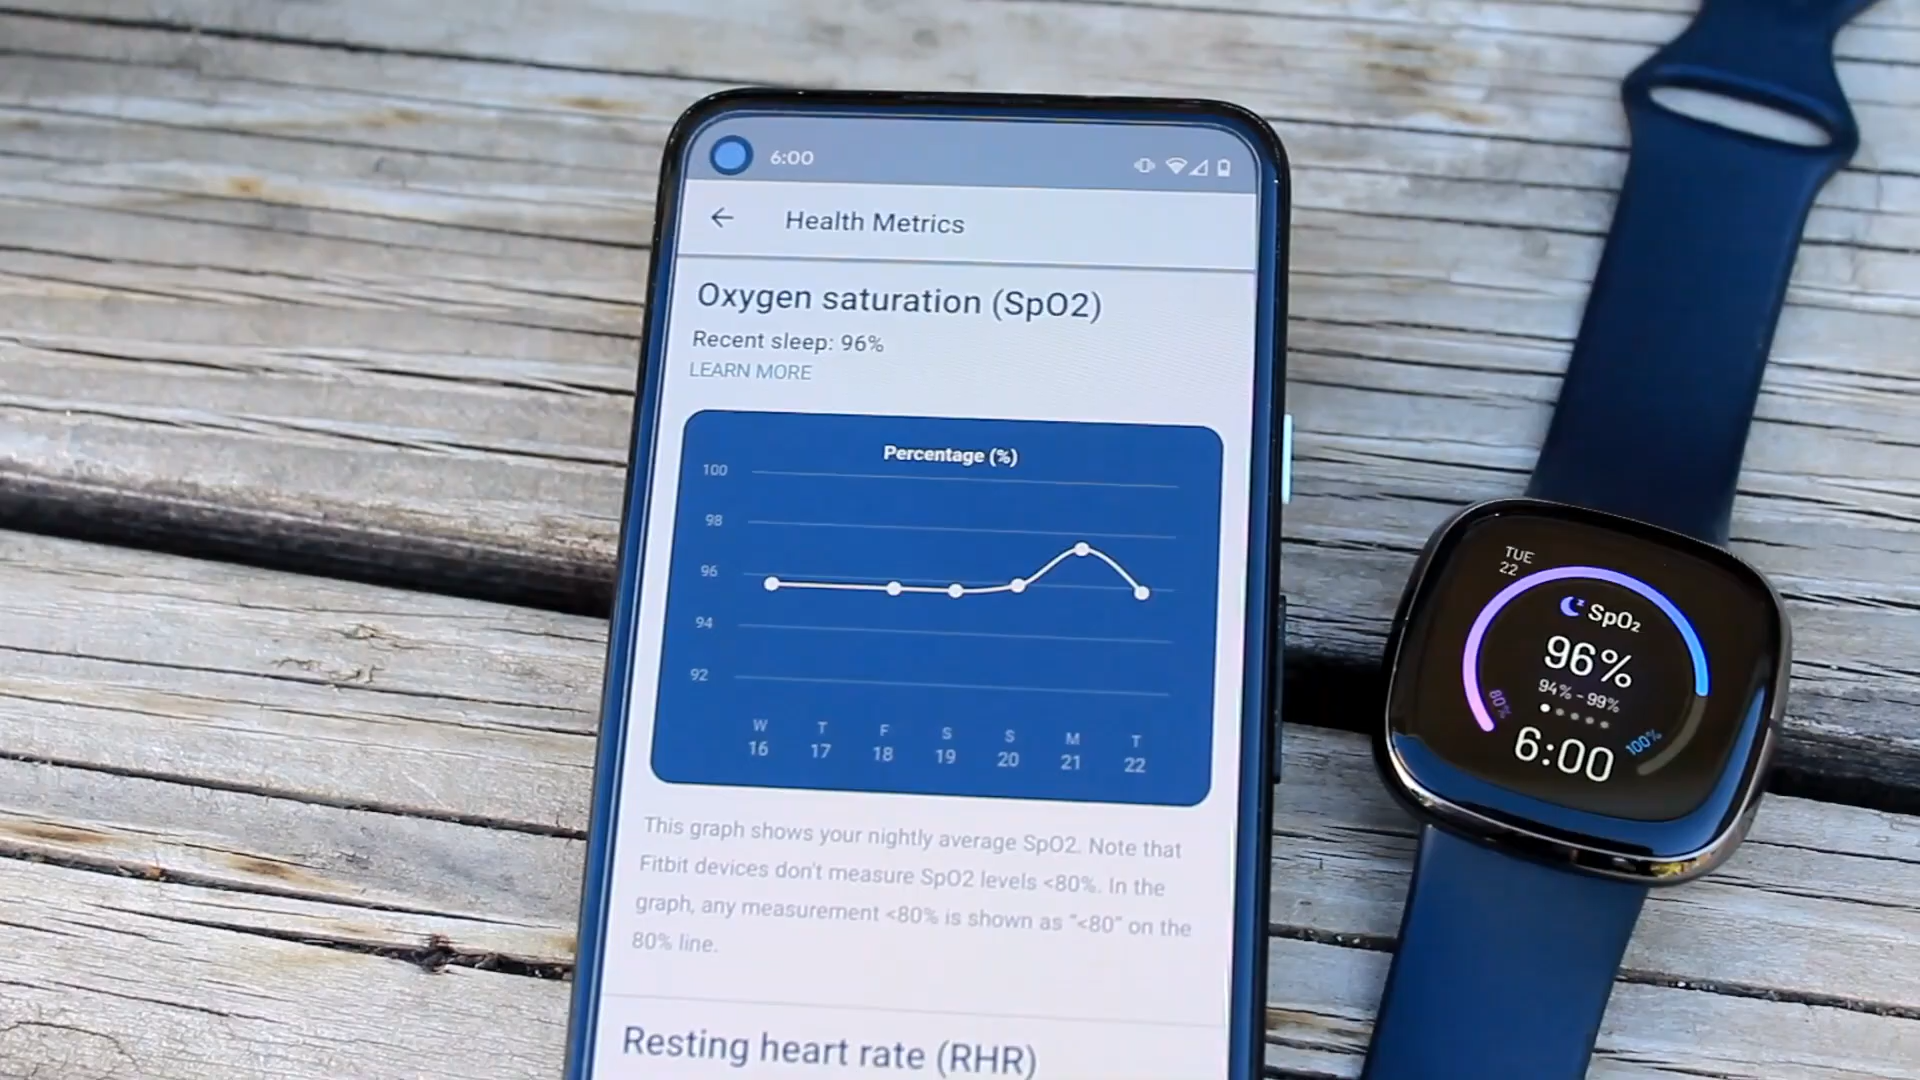 6:00
Health Metrics
Oxygen saturation (SpO2)
Recent sleep: 96%
LEARN MORE
Percentage (%)
100
98
96
94
92
W T F S S M T
16 17 18 19 20 21 22
This graph shows your nightly average SpO2. Note that
Fitbit devices don't measure SpO2 levels <80%. In the
graph, any measurement <80% is shown as "<80" on the
80% line.
Resting heart rate (RHR)
TUE
22
SpO₂
96%
94% - 99%
80%
100%
6:00